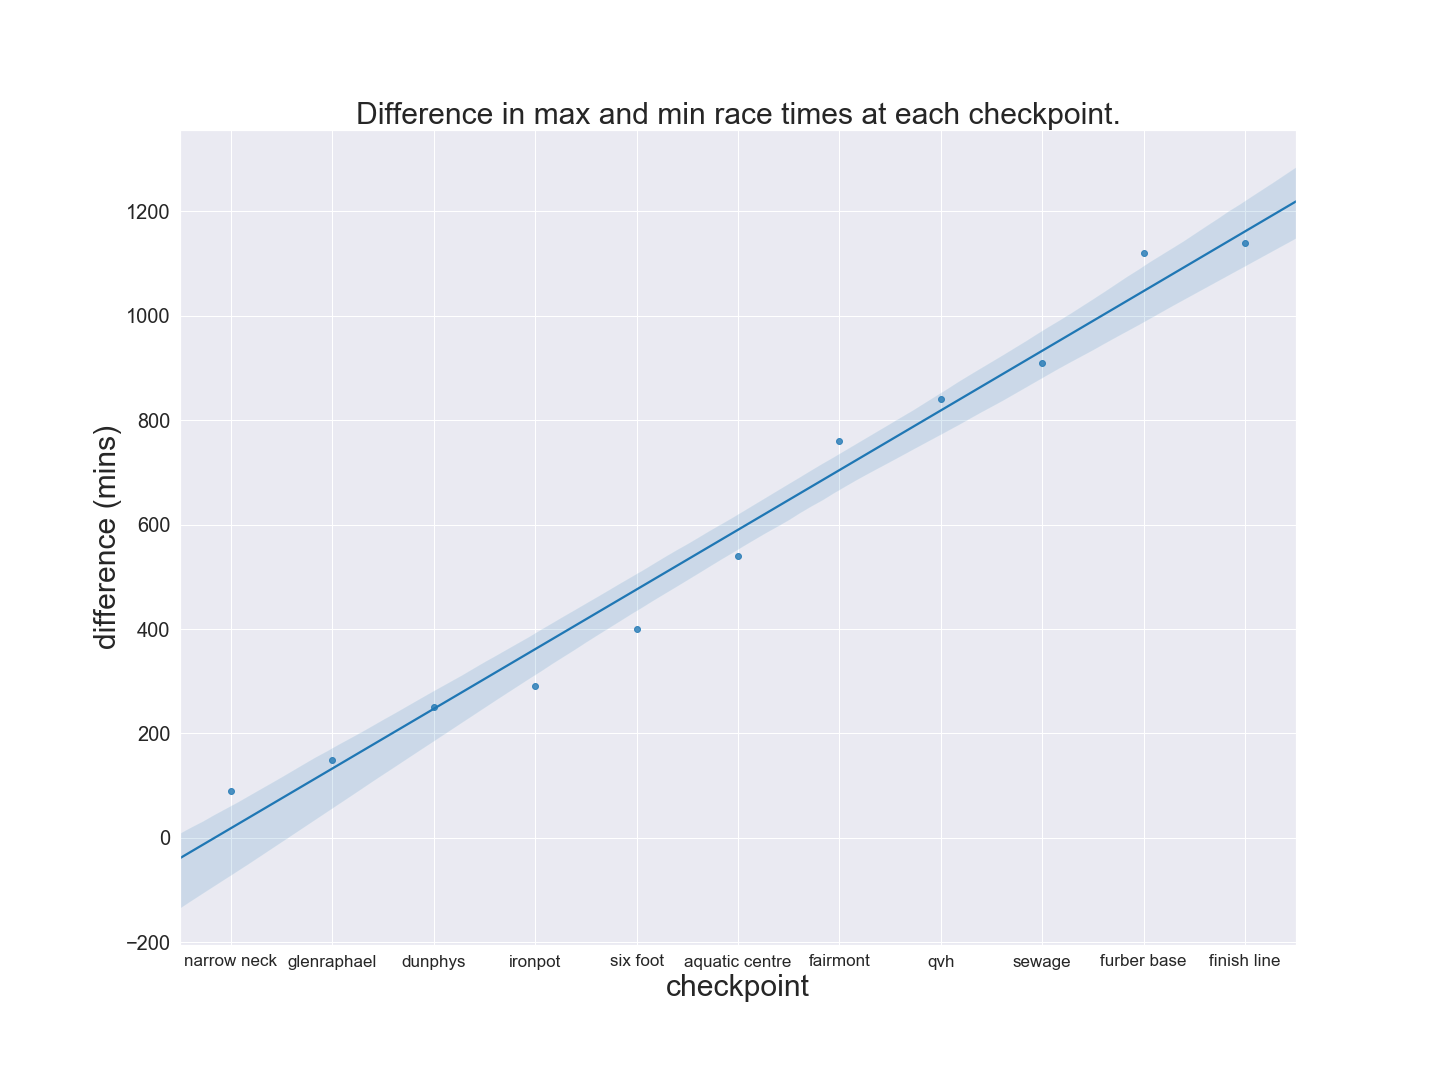 Difference in max and min race times at each checkpoint.
difference (mins)
1200
1000
800
600
400
200
0
−200
narrow neck glenraphael dunphys ironpot six foot aquatic centre fairmont qvh sewage furber base finish line
checkpoint